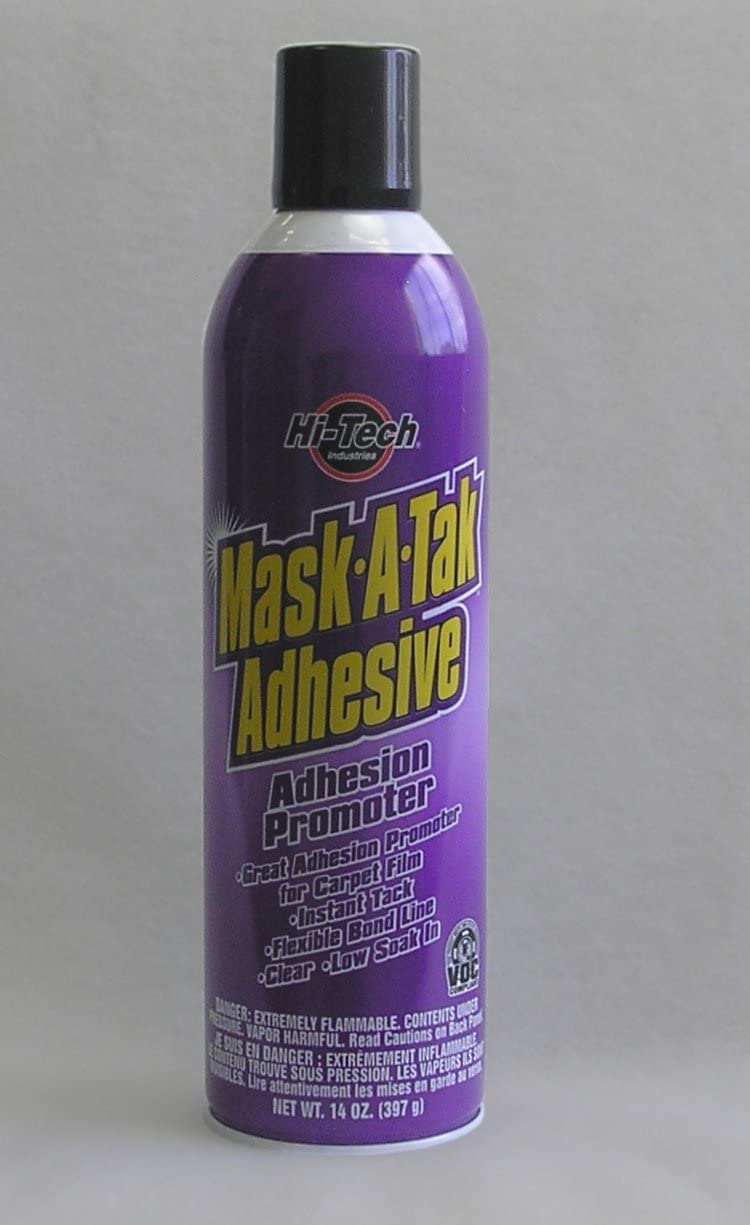 Hi-Tech®
Industries
Mask·A·Tak
Adhesive
Adhesion
Promoter
•Great Adhesion Promoter
for Carpet Film
•Instant Tack
•Flexible Bond Line
•Clear •Low Soak In
VOC
COMPLIANT
DANGER: EXTREMELY FLAMMABLE. CONTENTS UNDER
PRESSURE. VAPOR HARMFUL. Read Cautions on Back Panel.
JE SUIS EN DANGER : EXTRÊMEMENT INFLAMMABLE.
CONTENU TROUVE SOUS PRESSION. LES VAPEURS ILS SONT
NUISIBLES. Lire attentivement les mises en garde au verso.
NET WT. 14 OZ. (397 g)